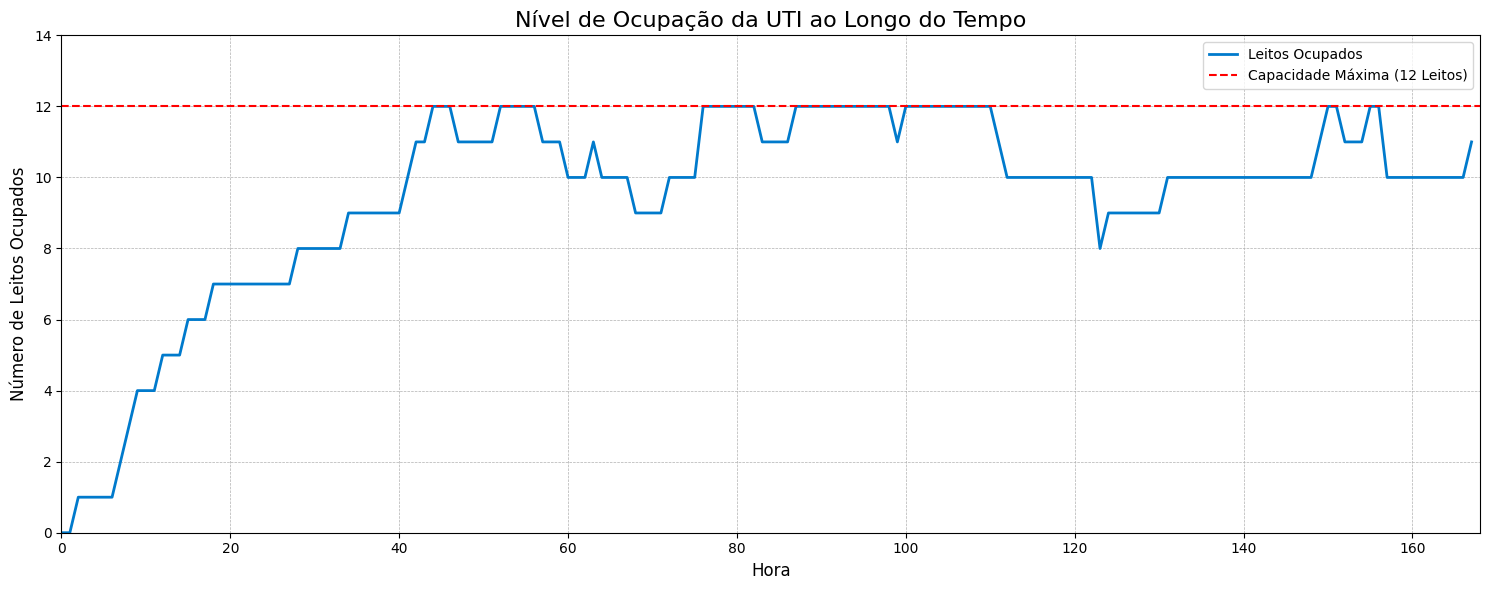 Nível de Ocupação da UTI ao Longo do Tempo
Leitos Ocupados
Capacidade Máxima (12 Leitos)
Número de Leitos Ocupados
14
12
10
8
6
4
2
0
0 20 40 60 80 100 120 140 160
Hora